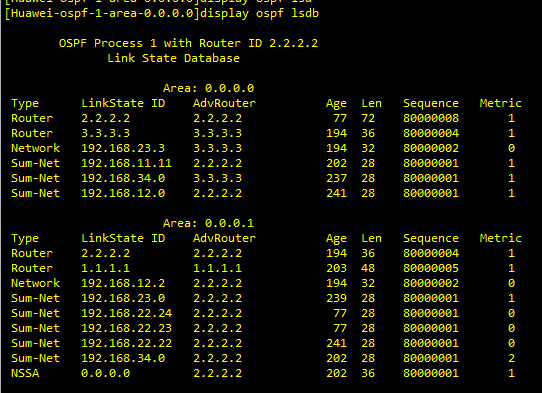 [Huawei-ospf-1-area-0.0.0.0]display ospf lsd
[Huawei-ospf-1-area-0.0.0.0]display ospf lsdb
OSPF Process 1 with Router ID 2.2.2.2
Link State Database
Area: 0.0.0.0
Type LinkState ID AdvRouter Age Len Sequence Metric
Router 2.2.2.2 2.2.2.2 77 72 80000008 1
Router 3.3.3.3 3.3.3.3 194 36 80000004 1
Network 192.168.23.3 3.3.3.3 194 32 80000002 0
Sum-Net 192.168.11.11 2.2.2.2 202 28 80000001 1
Sum-Net 192.168.34.0 3.3.3.3 237 28 80000001 1
Sum-Net 192.168.12.0 2.2.2.2 241 28 80000001 1
Area: 0.0.0.1
Type LinkState ID AdvRouter Age Len Sequence Metric
Router 2.2.2.2 2.2.2.2 194 36 80000004 1
Router 1.1.1.1 1.1.1.1 203 48 80000005 1
Network 192.168.12.2 2.2.2.2 194 32 80000002 0
Sum-Net 192.168.23.0 2.2.2.2 239 28 80000001 1
Sum-Net 192.168.22.24 2.2.2.2 77 28 80000001 0
Sum-Net 192.168.22.23 2.2.2.2 77 28 80000001 0
Sum-Net 192.168.22.22 2.2.2.2 241 28 80000001 0
Sum-Net 192.168.34.0 2.2.2.2 202 28 80000001 2
NSSA 0.0.0.0 2.2.2.2 202 36 80000001 1